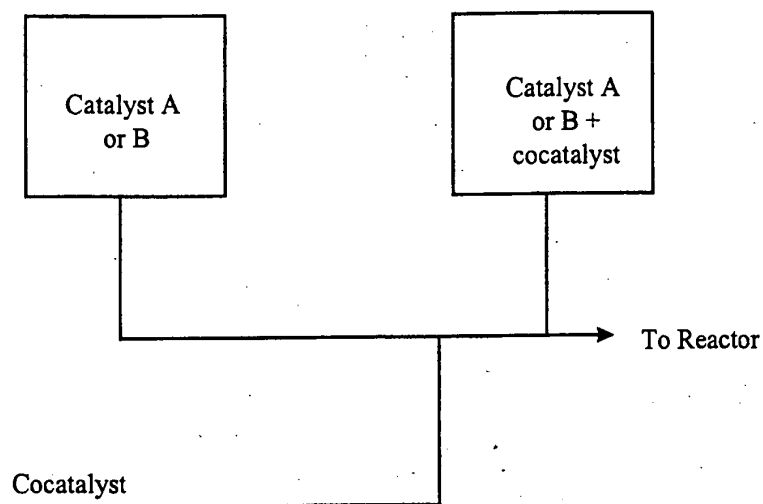 Catalyst A
or B
Catalyst A
or B +
cocatalyst
To Reactor
Cocatalyst